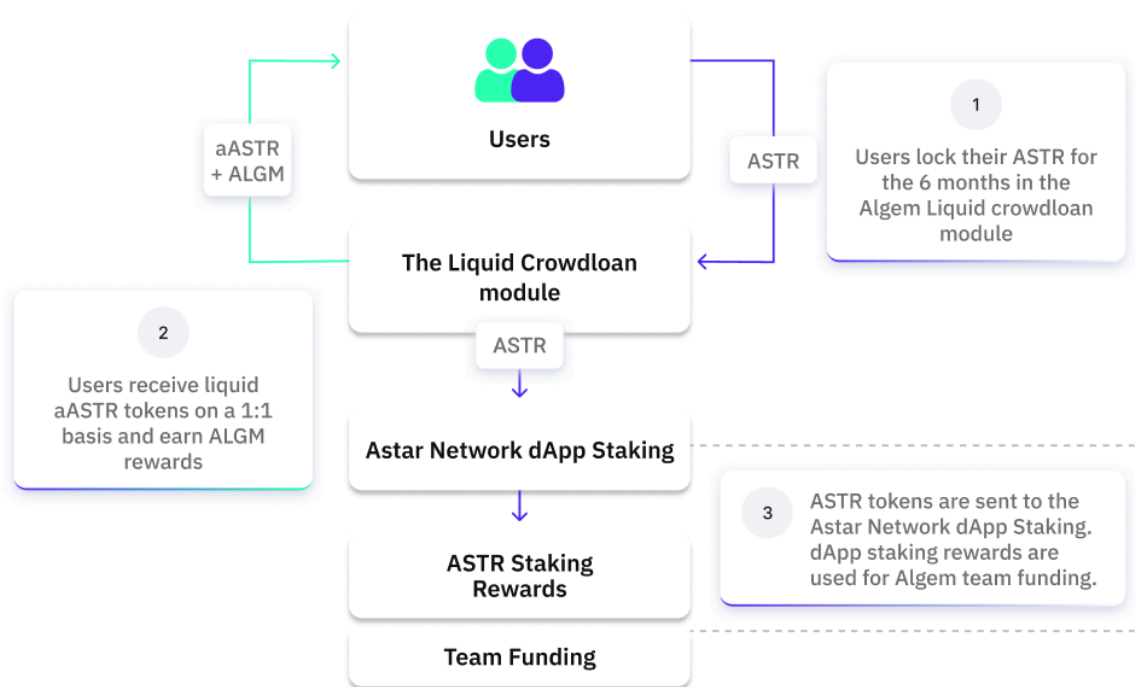 Users
aASTR
+ ALGM
ASTR
1
Users lock their ASTR for
the 6 months in the
Algem Liquid crowdloan
module
The Liquid Crowdloan
module
ASTR
2
Users receive liquid
aASTR tokens on a 1:1
basis and earn ALGM
rewards
Astar Network dApp Staking
3
ASTR tokens are sent to the
Astar Network dApp Staking.
dApp staking rewards are
used for Algem team funding.
ASTR Staking
Rewards
Team Funding